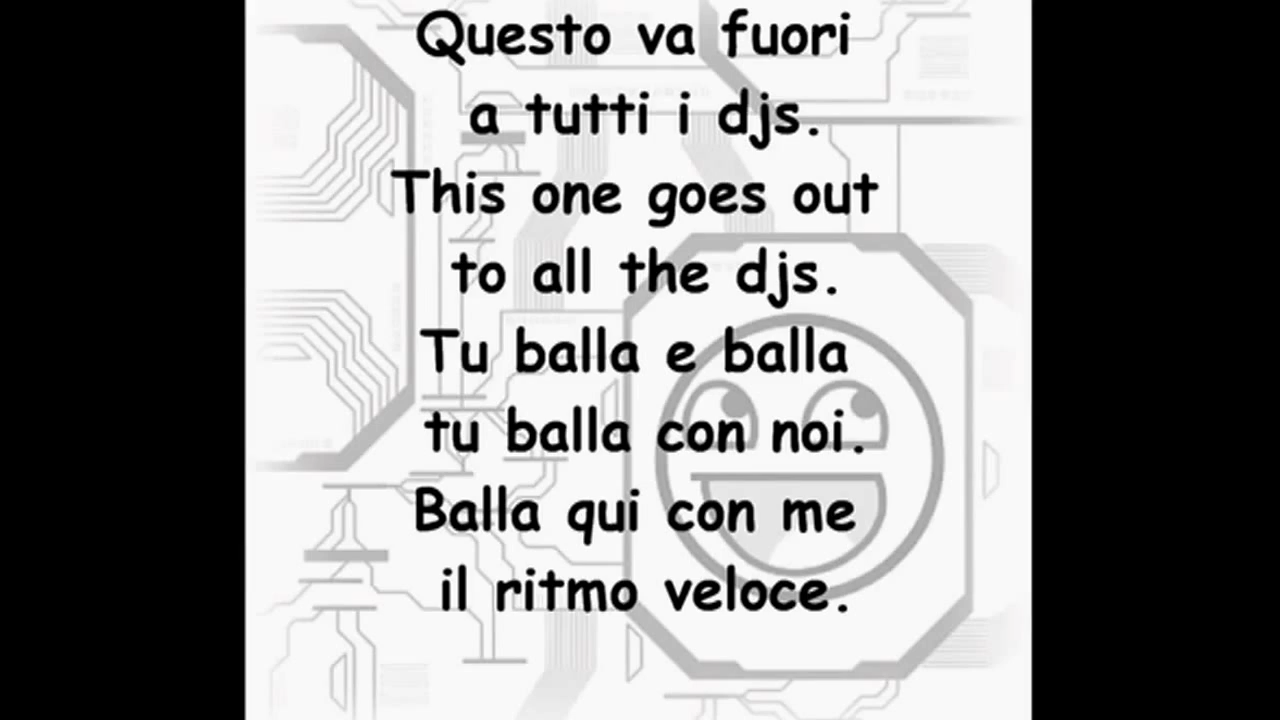 Questo va fuori
a tutti i djs.
This one goes out
to all the djs.
Tu balla e balla
tu balla con noi.
Balla qui con me
il ritmo veloce.